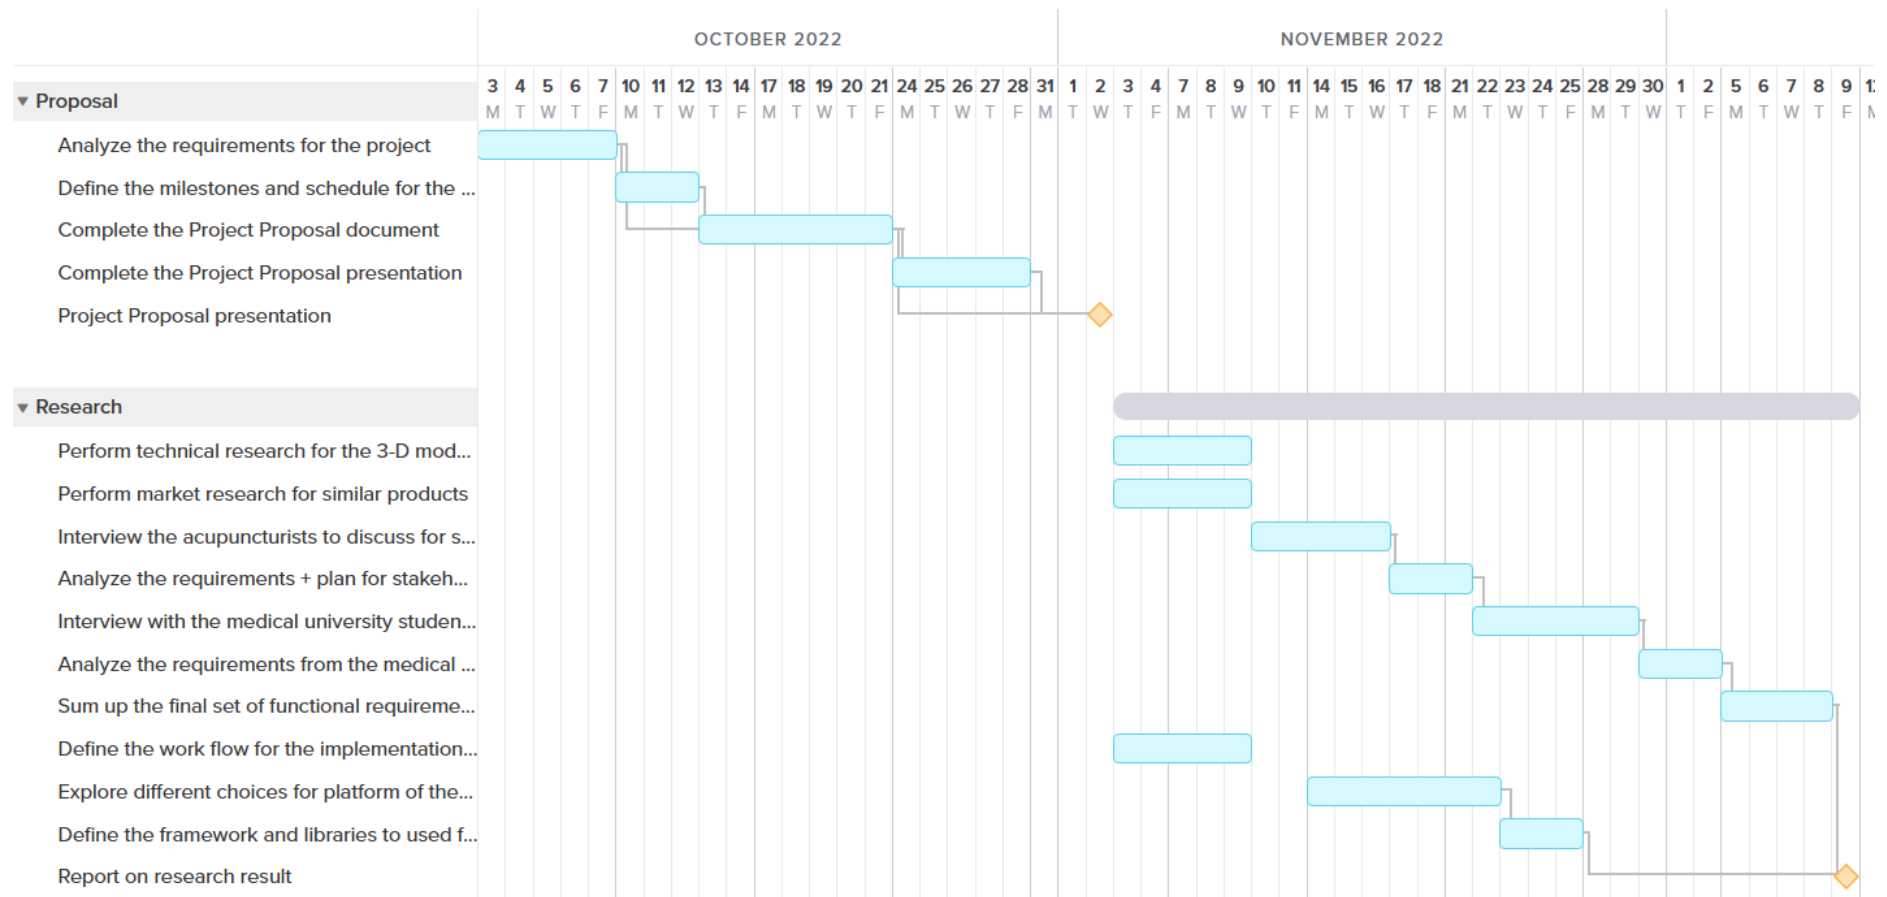 OCTOBER 2022 NOVEMBER 2022
3 4 5 6 7 10 11 12 13 14 17 18 19 20 21 24 25 26 27 28 31 1 2 3 4 7 8 9 10 11 14 15 16 17 18 21 22 23 24 25 28 29 30 1 2 5 6 7 8 9
M T W T F M T W T F M T W T F M T W T F M T W T F M T W T F M T W T F M T W T F M T W T F M T W T F
Proposal
Analyze the requirements for the project
Define the milestones and schedule for the ...
Complete the Project Proposal document
Complete the Project Proposal presentation
Project Proposal presentation
Research
Perform technical research for the 3-D mod...
Perform market research for similar products
Interview the acupuncturists to discuss for s...
Analyze the requirements + plan for stakeh...
Interview with the medical university studen...
Analyze the requirements from the medical ...
Sum up the final set of functional requireme...
Define the work flow for the implementation...
Explore different choices for platform of the...
Define the framework and libraries to used f...
Report on research result